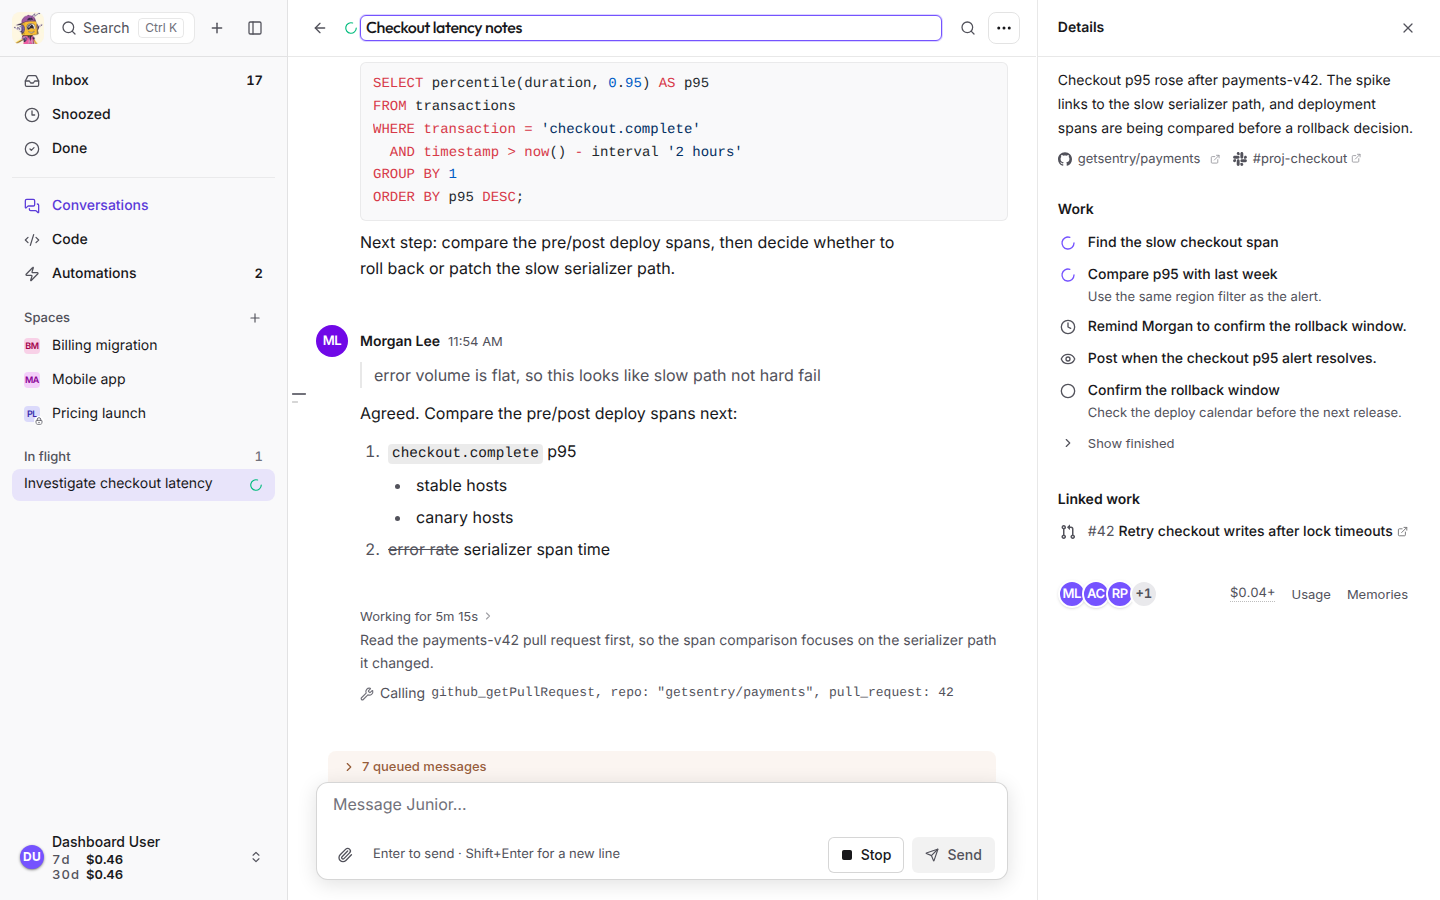 Search Ctrl K
Inbox 17
Snoozed
Done
Conversations
Code
Automations 2
Spaces
BM Billing migration
MA Mobile app
PL Pricing launch
In flight 1
Investigate checkout latency
DU Dashboard User
7d $0.46
30d $0.46
Checkout latency notes
SELECT percentile(duration, 0.95) AS p95
FROM transactions
WHERE transaction = 'checkout.complete'
AND timestamp > now() - interval '2 hours'
GROUP BY 1
ORDER BY p95 DESC;
Next step: compare the pre/post deploy spans, then decide whether to
roll back or patch the slow serializer path.
ML Morgan Lee 11:54 AM
error volume is flat, so this looks like slow path not hard fail
Agreed. Compare the pre/post deploy spans next:
1. checkout.complete p95
• stable hosts
• canary hosts
2. error rate serializer span time
Working for 5m 15s
Read the payments-v42 pull request first, so the span comparison focuses on the serializer path
it changed.
Calling github_getPullRequest, repo: "getsentry/payments", pull_request: 42
7 queued messages
Message Junior...
Enter to send · Shift+Enter for a new line
Stop
Send
Details
Checkout p95 rose after payments-v42. The spike
links to the slow serializer path, and deployment
spans are being compared before a rollback decision.
getsentry/payments #proj-checkout
Work
Find the slow checkout span
Compare p95 with last week
Use the same region filter as the alert.
Remind Morgan to confirm the rollback window.
Post when the checkout p95 alert resolves.
Confirm the rollback window
Check the deploy calendar before the next release.
Show finished
Linked work
#42 Retry checkout writes after lock timeouts
ML AC RP +1
$0.04+ Usage Memories